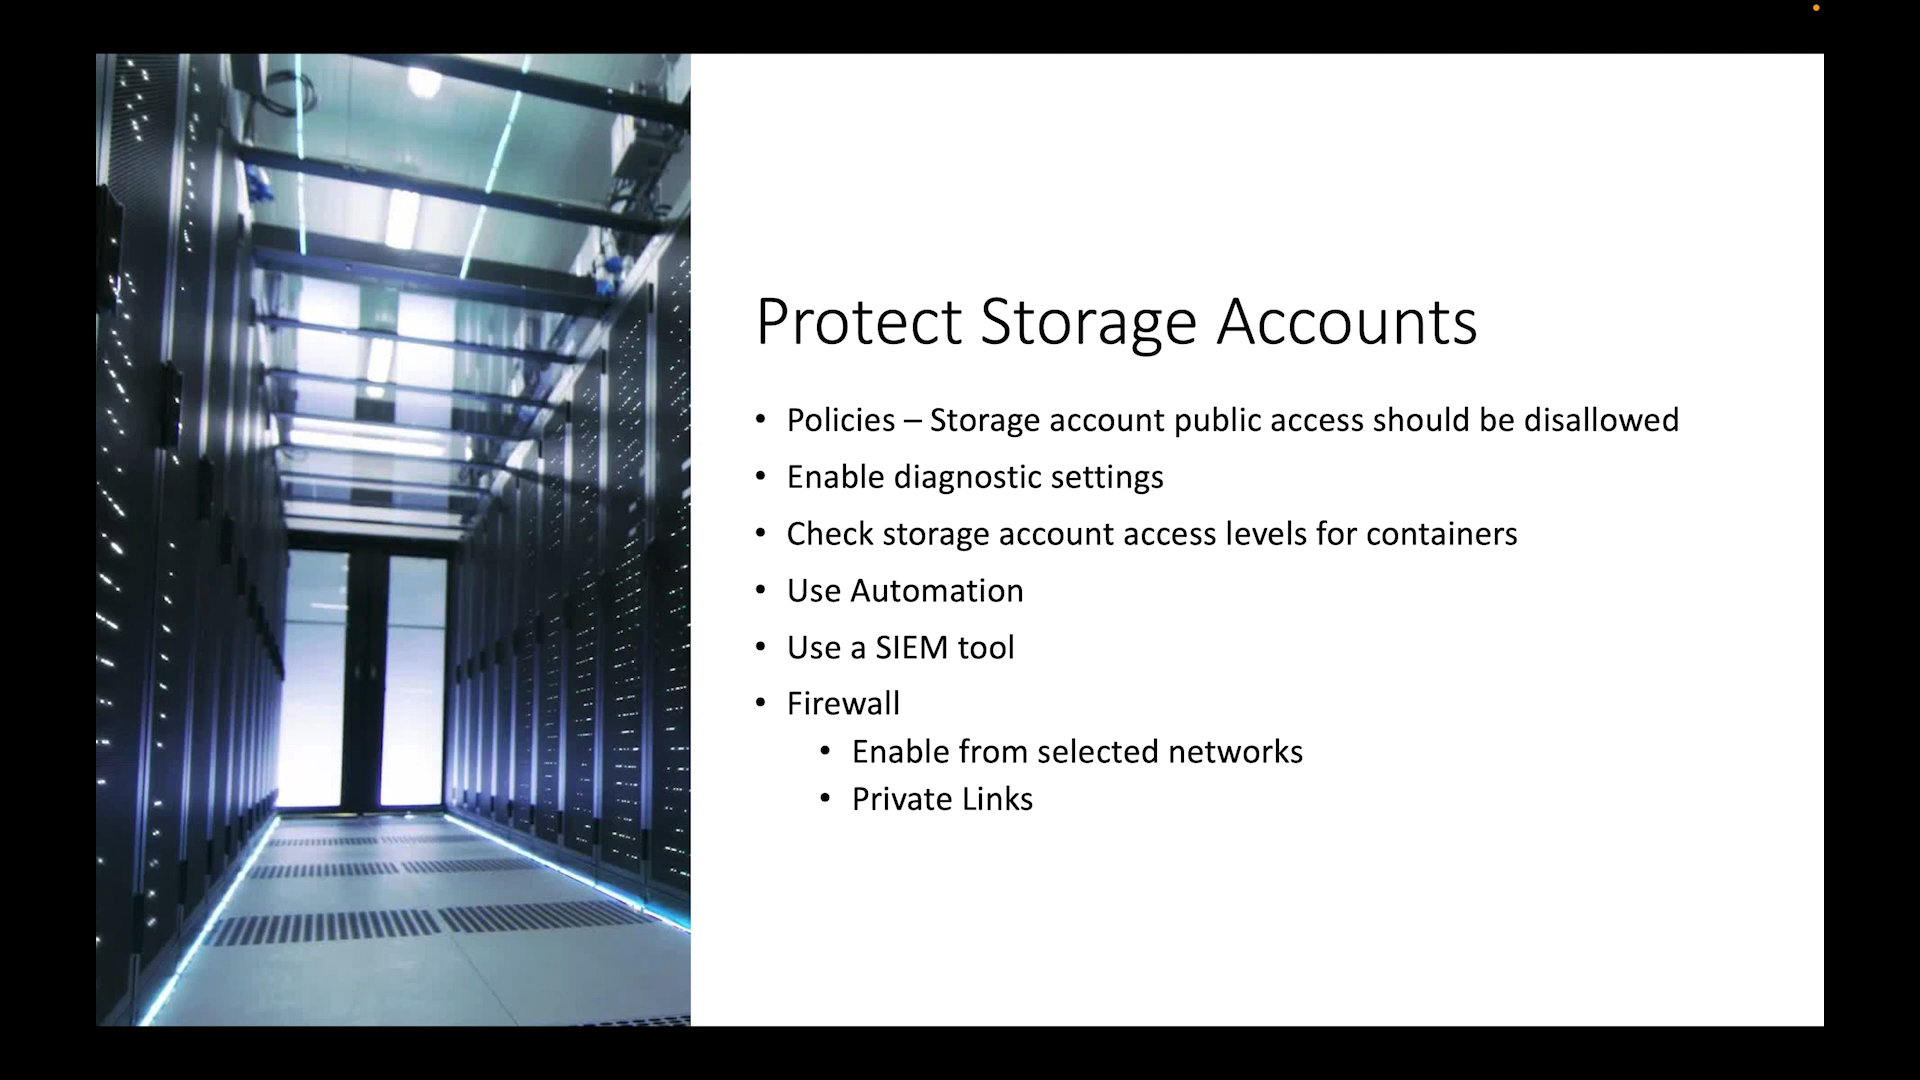 Protect Storage Accounts
• Policies – Storage account public access should be disallowed
• Enable diagnostic settings
• Check storage account access levels for containers
• Use Automation
• Use a SIEM tool
• Firewall
• Enable from selected networks
• Private Links